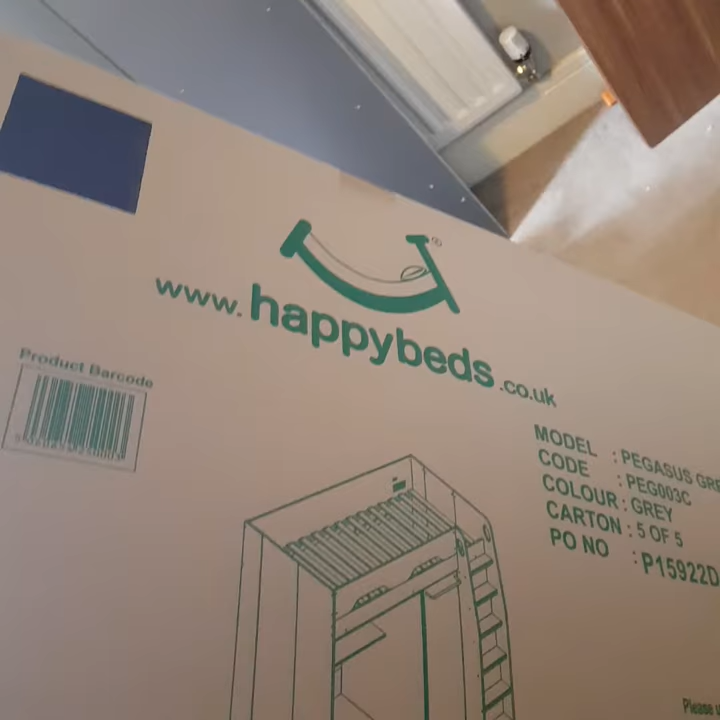 www.happybeds.co.uk
Product Barcode
MODEL : PEGASUS GRE
CODE : PEG003C
COLOUR : GREY
CARTON : 5 OF 5
PO NO : P15922D
Please